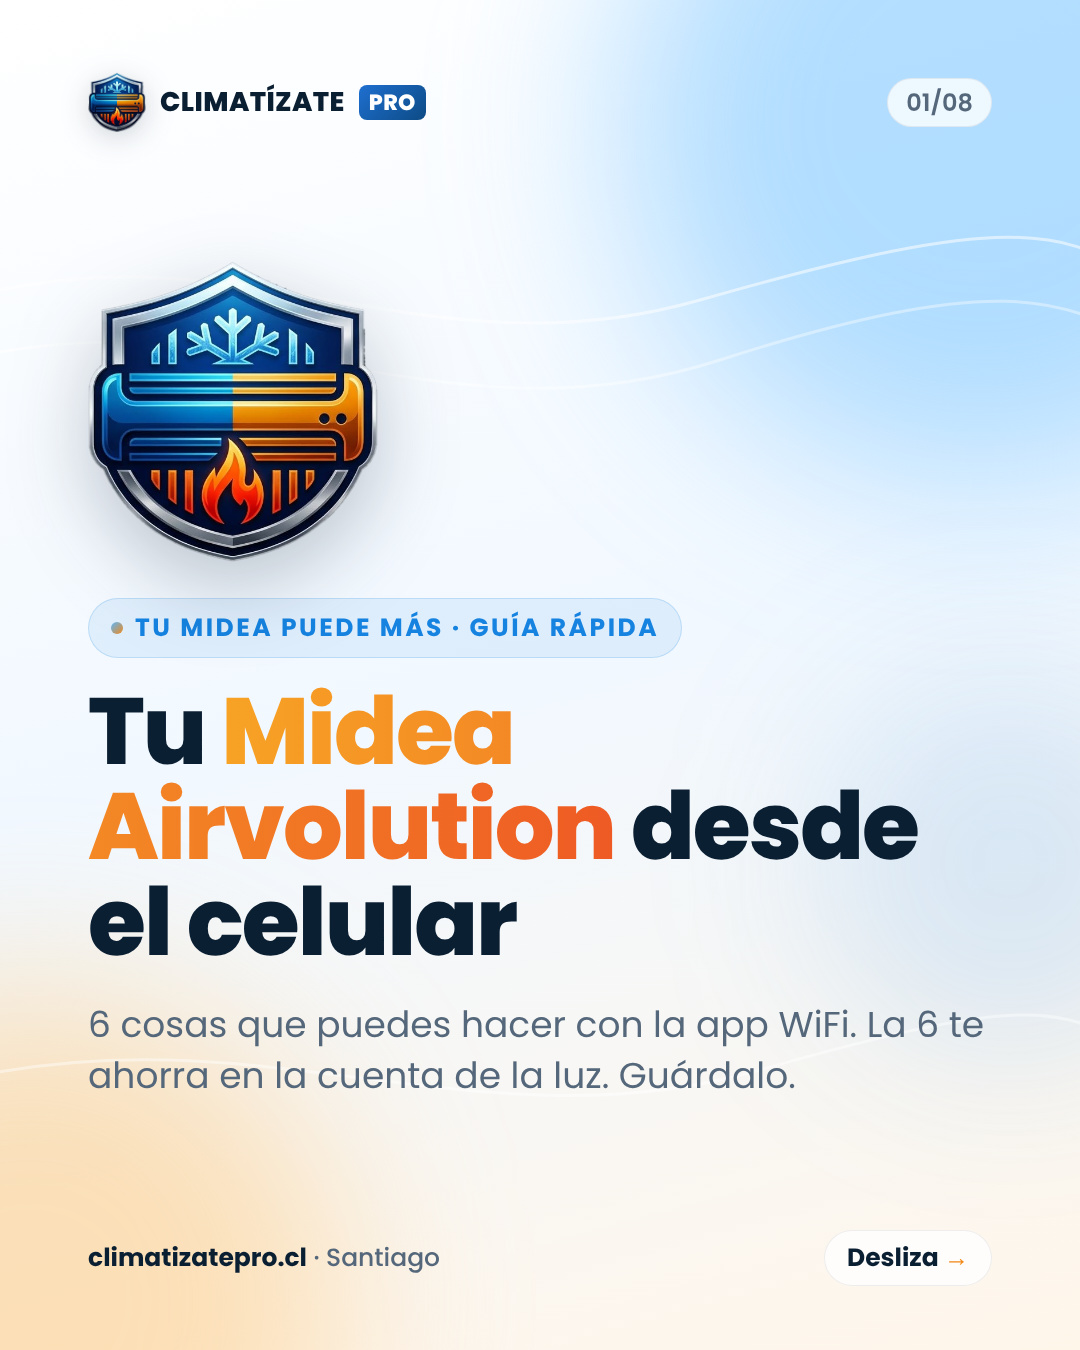 CLIMATÍZATE PRO
01/08
TU MIDEA PUEDE MÁS · GUÍA RÁPIDA
Tu Midea
Airvolution desde
el celular
6 cosas que puedes hacer con la app WiFi. La 6 te
ahorra en la cuenta de la luz. Guárdalo.
climatizatepro.cl · Santiago
Desliza →